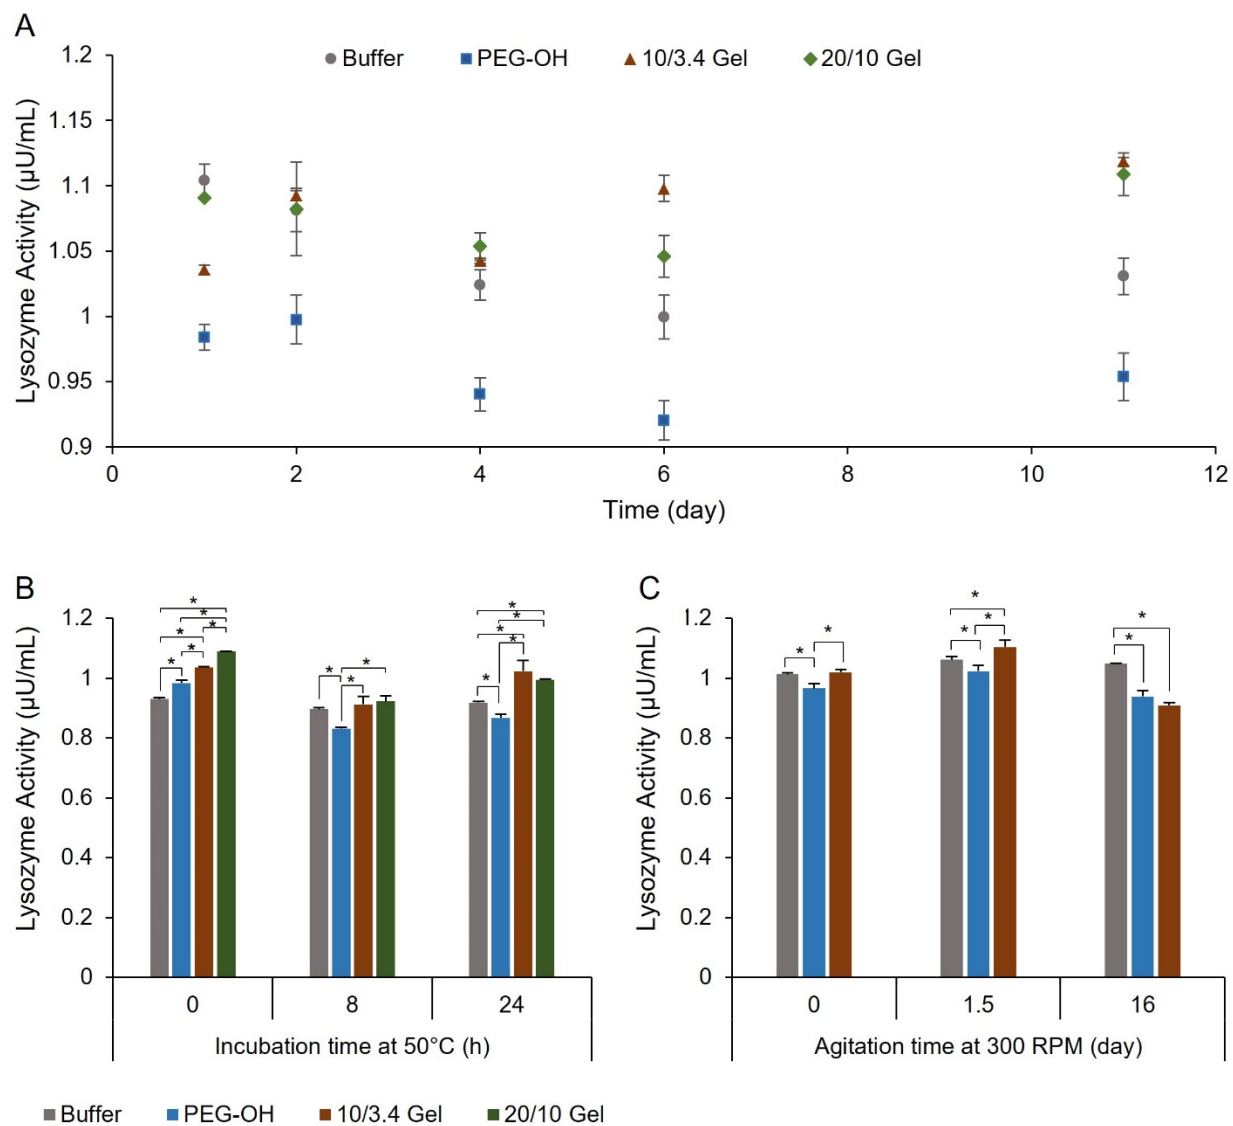 A
Buffer PEG-OH 10/3.4 Gel 20/10 Gel
Lysozyme Activity (µU/mL)
1.2
1.15
1.1
1.05
1
0.95
0.9
0 2 4 6 8 10 12
Time (day)
B
Lysozyme Activity (µU/mL)
1.2
1
0.8
0.6
0.4
0.2
0
* * * * * *
* * *
* * * * *
0 8 24
Incubation time at 50°C (h)
C
Lysozyme Activity (µU/mL)
1.2
1
0.8
0.6
0.4
0.2
0
* *
* * *
* *
0 1.5 16
Agitation time at 300 RPM (day)
Buffer PEG-OH 10/3.4 Gel 20/10 Gel